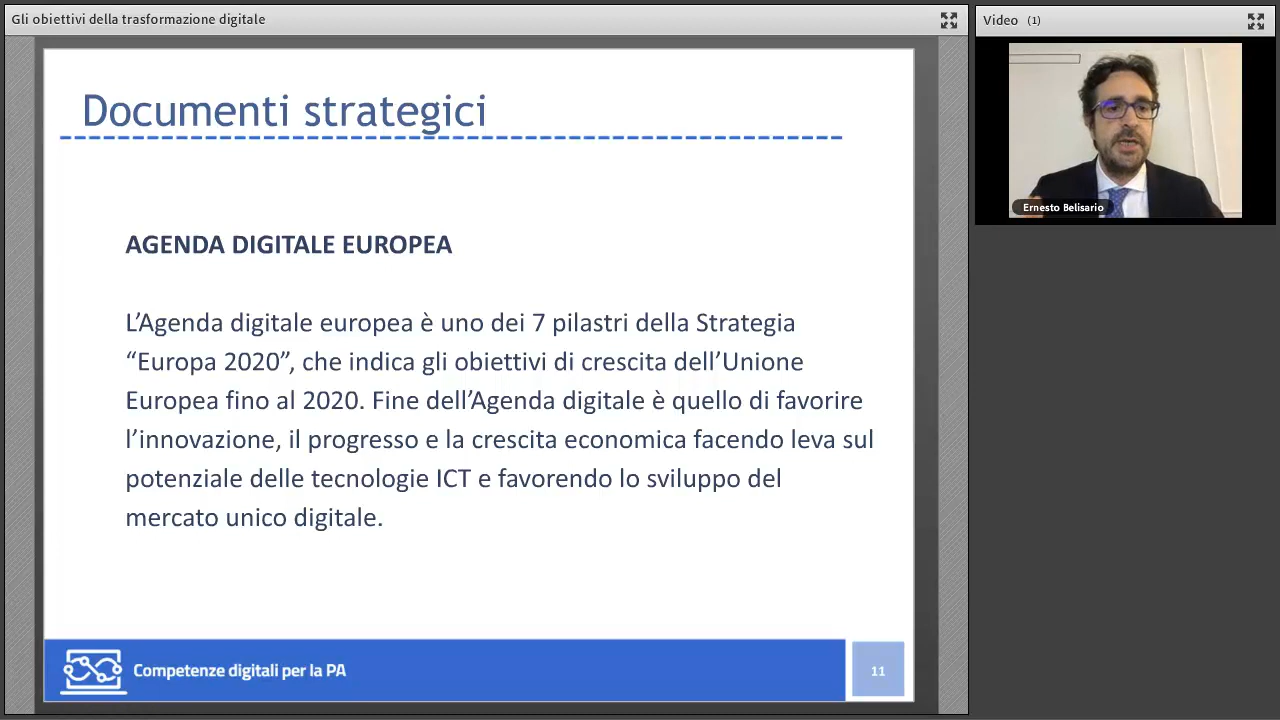 Gli obiettivi della trasformazione digitale
Video (1)
Ernesto Belisario
Documenti strategici
AGENDA DIGITALE EUROPEA
L’Agenda digitale europea è uno dei 7 pilastri della Strategia
“Europa 2020”, che indica gli obiettivi di crescita dell’Unione
Europea fino al 2020. Fine dell’Agenda digitale è quello di favorire
l’innovazione, il progresso e la crescita economica facendo leva sul
potenziale delle tecnologie ICT e favorendo lo sviluppo del
mercato unico digitale.
Competenze digitali per la PA
11